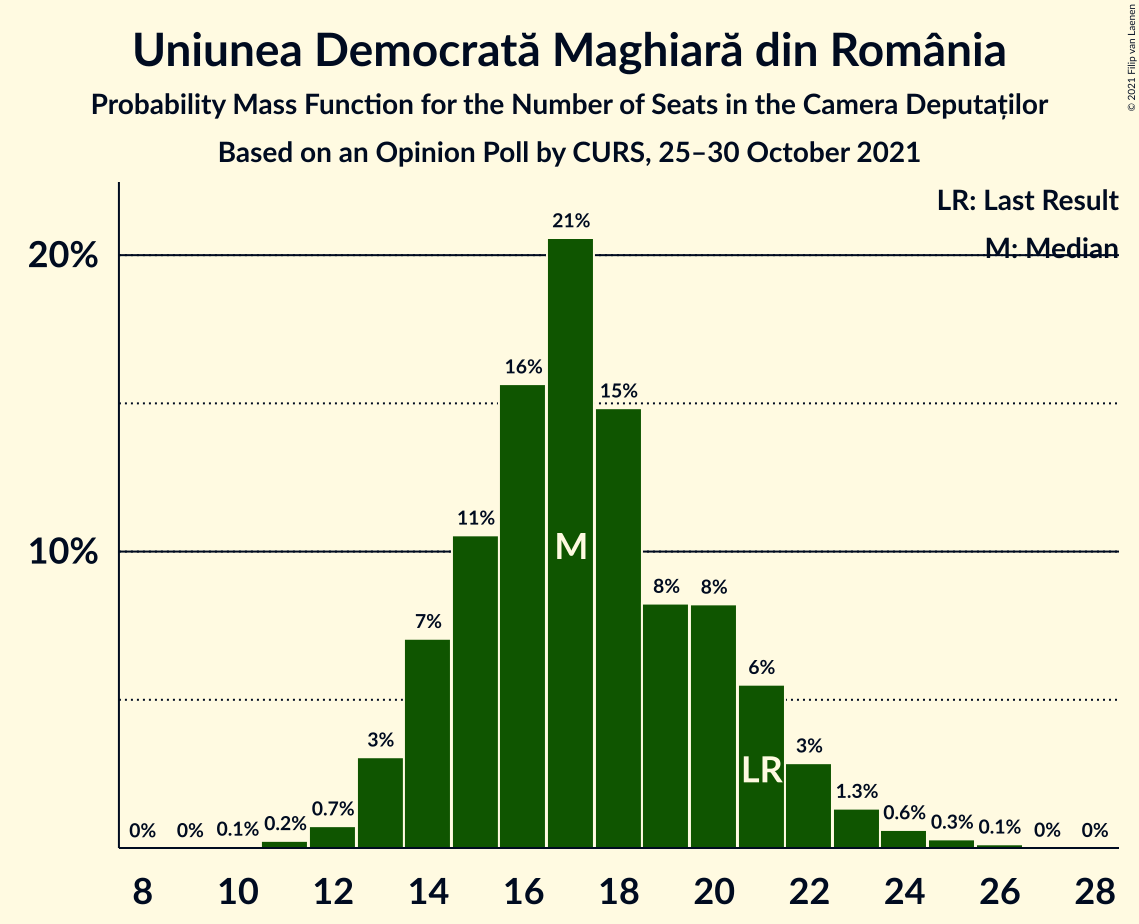 Uniunea Democrată Maghiară din România
Probability Mass Function for the Number of Seats in the Camera Deputaților
Based on an Opinion Poll by CURS, 25–30 October 2021
© 2021 Filip van Laenen
LR: Last Result
M: Median
20%
10%
0% 0% 0.1% 0.2% 0.7% 3% 7% 11% 16% 21% 15% 8% 8% 6% 3% 1.3% 0.6% 0.3% 0.1% 0% 0%
M
LR
8 10 12 14 16 18 20 22 24 26 28